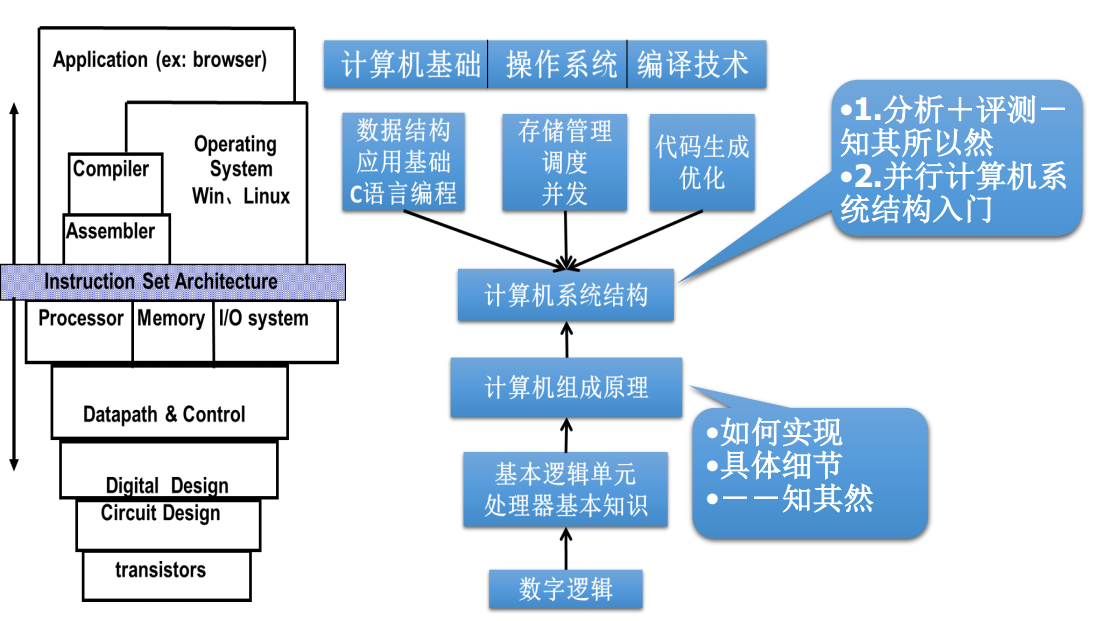 Application (ex: browser)
Operating
System
Win、Linux
Compiler
Assembler
Instruction Set Architecture
Processor
Memory
I/O system
Datapath & Control
Digital Design
Circuit Design
transistors
计算机基础
操作系统
编译技术
数据结构
应用基础
C语言编程
存储管理
调度
并发
代码生成
优化
计算机系统结构
计算机组成原理
基本逻辑单元
处理器基本知识
数字逻辑
•1.分析＋评测－
知其所以然
•2.并行计算机系
统结构入门
•如何实现
•具体细节
•－－知其然